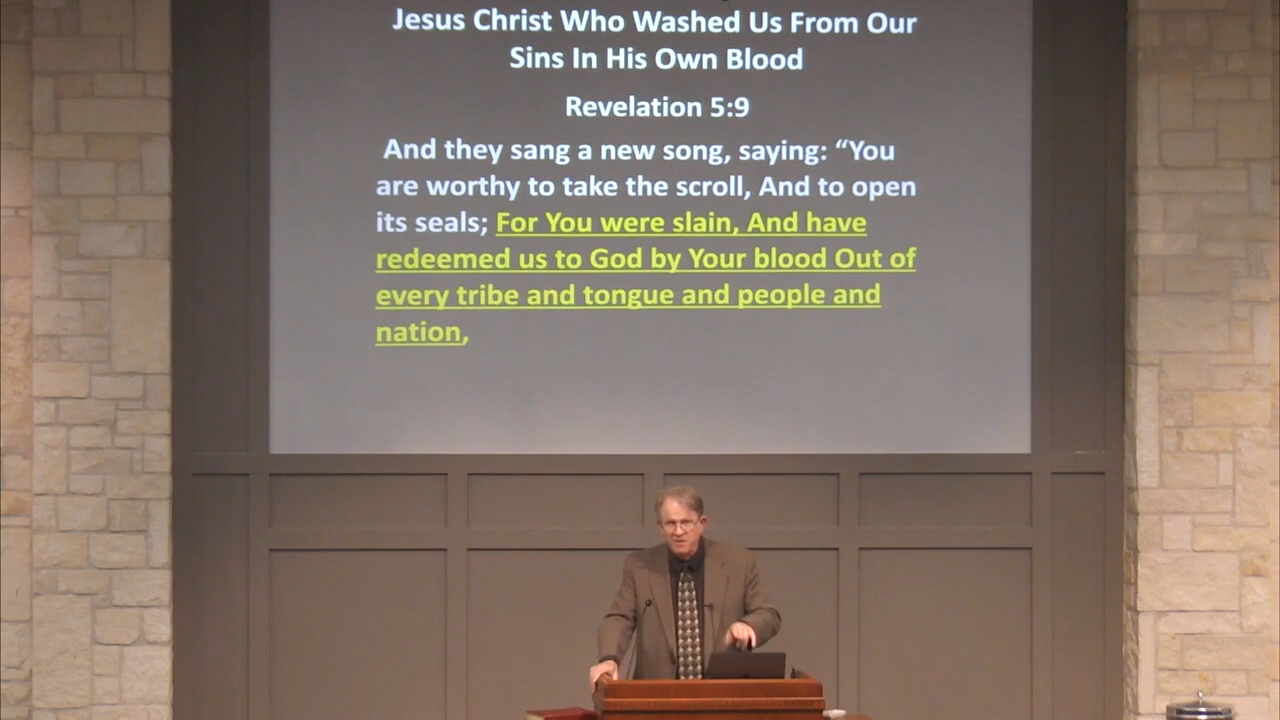 Jesus Christ Who Washed Us From Our
Sins In His Own Blood
Revelation 5:9
And they sang a new song, saying: “You
are worthy to take the scroll, And to open
its seals; For You were slain, And have
redeemed us to God by Your blood Out of
every tribe and tongue and people and
nation,